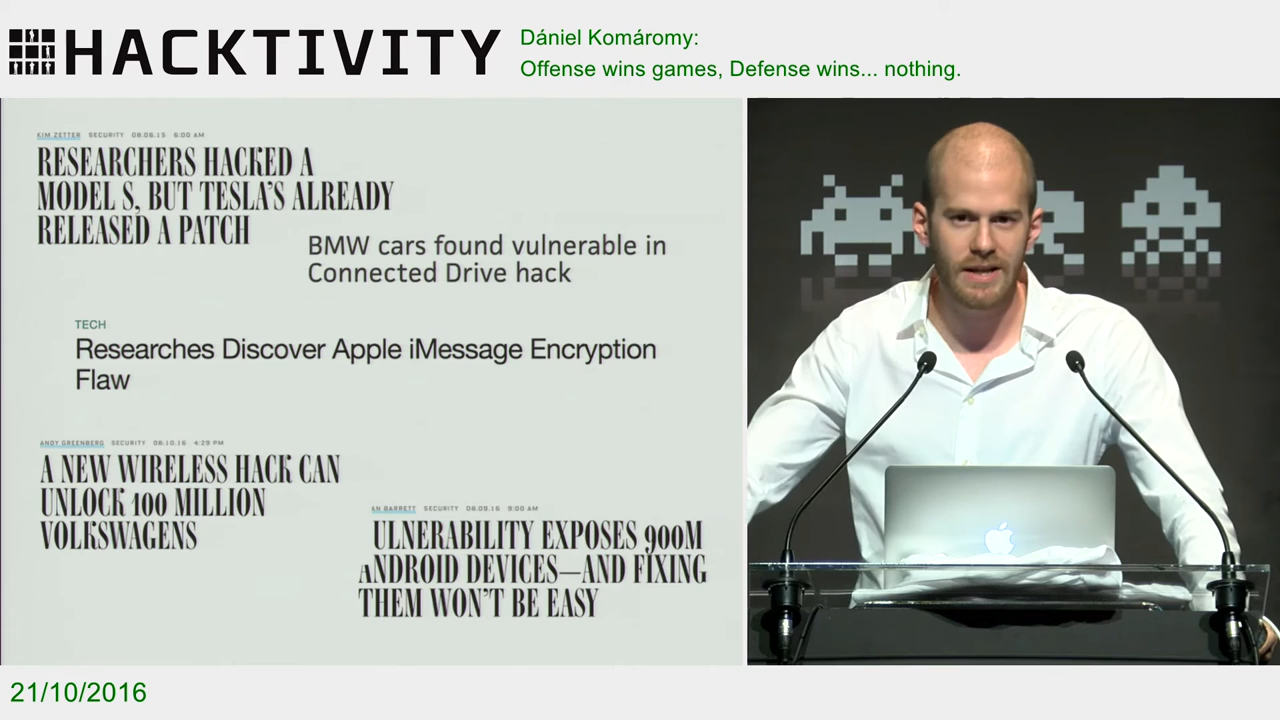 HACKTIVITY
Dániel Komáromy:
Offense wins games, Defense wins... nothing.
KIM ZETTER SECURITY 08.06.15 6:00 AM
RESEARCHERS HACKED A
MODEL S, BUT TESLA'S ALREADY
RELEASED A PATCH
BMW cars found vulnerable in
Connected Drive hack
TECH
Researches Discover Apple iMessage Encryption
Flaw
ANDY GREENBERG SECURITY 08.10.16 4:29 PM
A NEW WIRELESS HACK CAN
UNLOCK 100 MILLION
VOLKSWAGENS
AN BARRETT SECURITY 08.09.16 9:00 AM
ULNERABILITY EXPOSES 900M
ANDROID DEVICES—AND FIXING
THEM WON'T BE EASY
21/10/2016